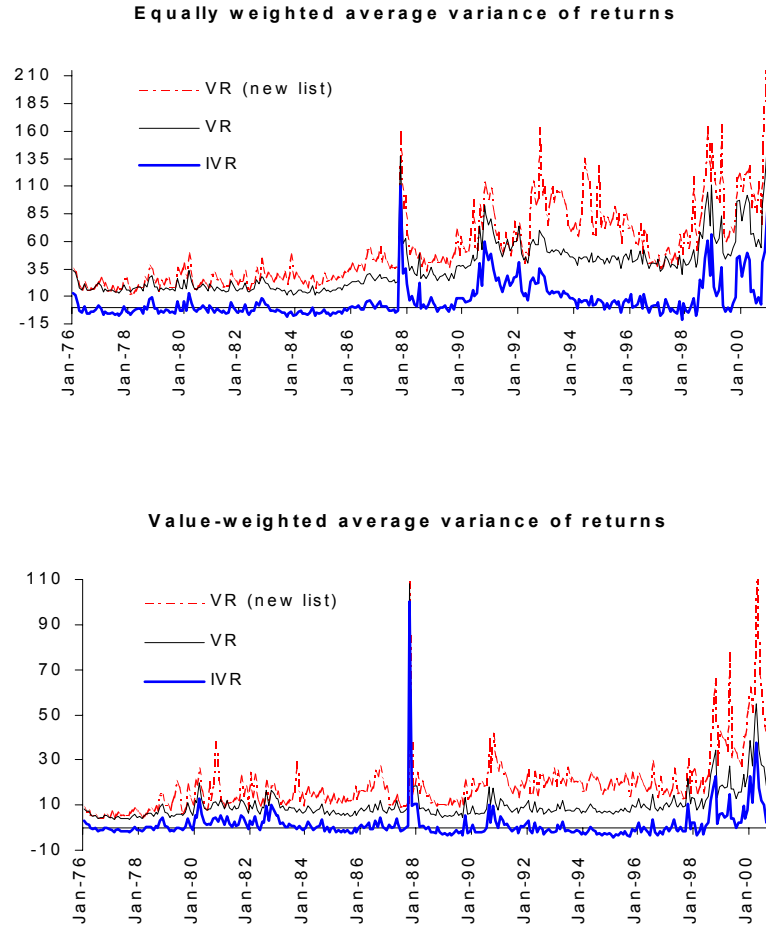 Equally weighted average variance of returns
210
185
160
135
110
85
60
35
10
-15
VR (new list)
VR
IVR
Jan-76
Jan-78
Jan-80
Jan-82
Jan-84
Jan-86
Jan-88
Jan-90
Jan-92
Jan-94
Jan-96
Jan-98
Jan-00
Value-weighted average variance of returns
110
90
70
50
30
10
-10
VR (new list)
VR
IVR
Jan-76
Jan-78
Jan-80
Jan-82
Jan-84
Jan-86
Jan-88
Jan-90
Jan-92
Jan-94
Jan-96
Jan-98
Jan-00